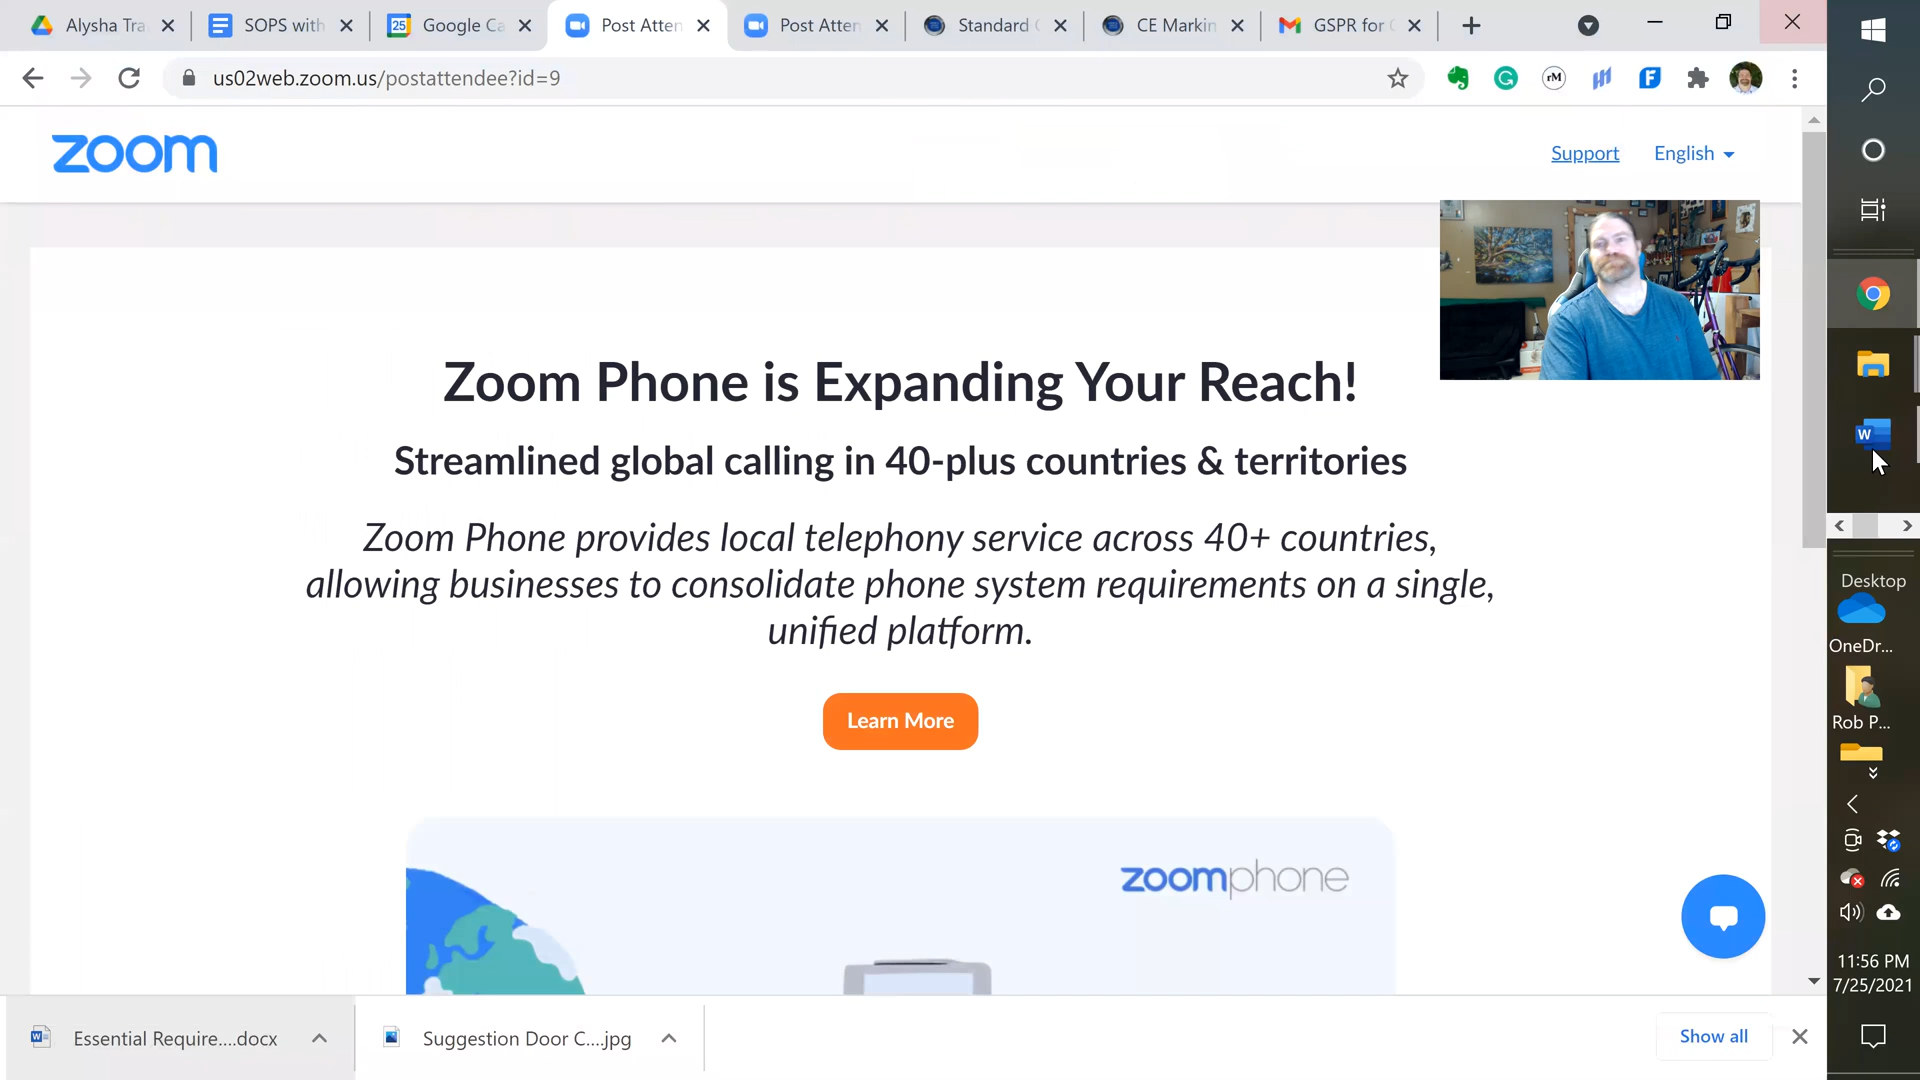 Alysha Tra
SOPS with
25
Google Ca
Post Atten
Post Atten
Standard
CE Markin
GSPR for
us02web.zoom.us/postattendee?id=9
rM
zoom
Support
English
Zoom Phone is Expanding Your Reach!
Streamlined global calling in 40-plus countries & territories
Zoom Phone provides local telephony service across 40+ countries,
allowing businesses to consolidate phone system requirements on a single,
unified platform.
Learn More
zoomphone
W
Desktop
OneDr...
Rob P...
11:56 PM
7/25/2021
Essential Require....docx
Suggestion Door C....jpg
Show all